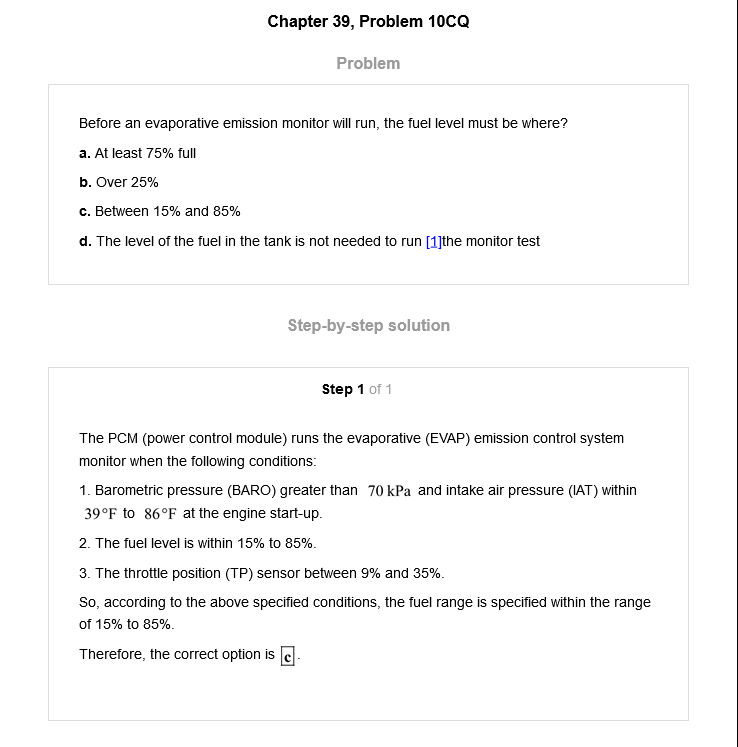 Chapter 39, Problem 10CQ
Problem
Before an evaporative emission monitor will run, the fuel level must be where?
a. At least 75% full
b. Over 25%
c. Between 15% and 85%
d. The level of the fuel in the tank is not needed to run [1]the monitor test
Step-by-step solution
Step 1 of 1
The PCM (power control module) runs the evaporative (EVAP) emission control system
monitor when the following conditions:
1. Barometric pressure (BARO) greater than 70 kPa and intake air pressure (IAT) within
39°F to 86°F at the engine start-up.
2. The fuel level is within 15% to 85%.
3. The throttle position (TP) sensor between 9% and 35%.
So, according to the above specified conditions, the fuel range is specified within the range
of 15% to 85%.
Therefore, the correct option is c.